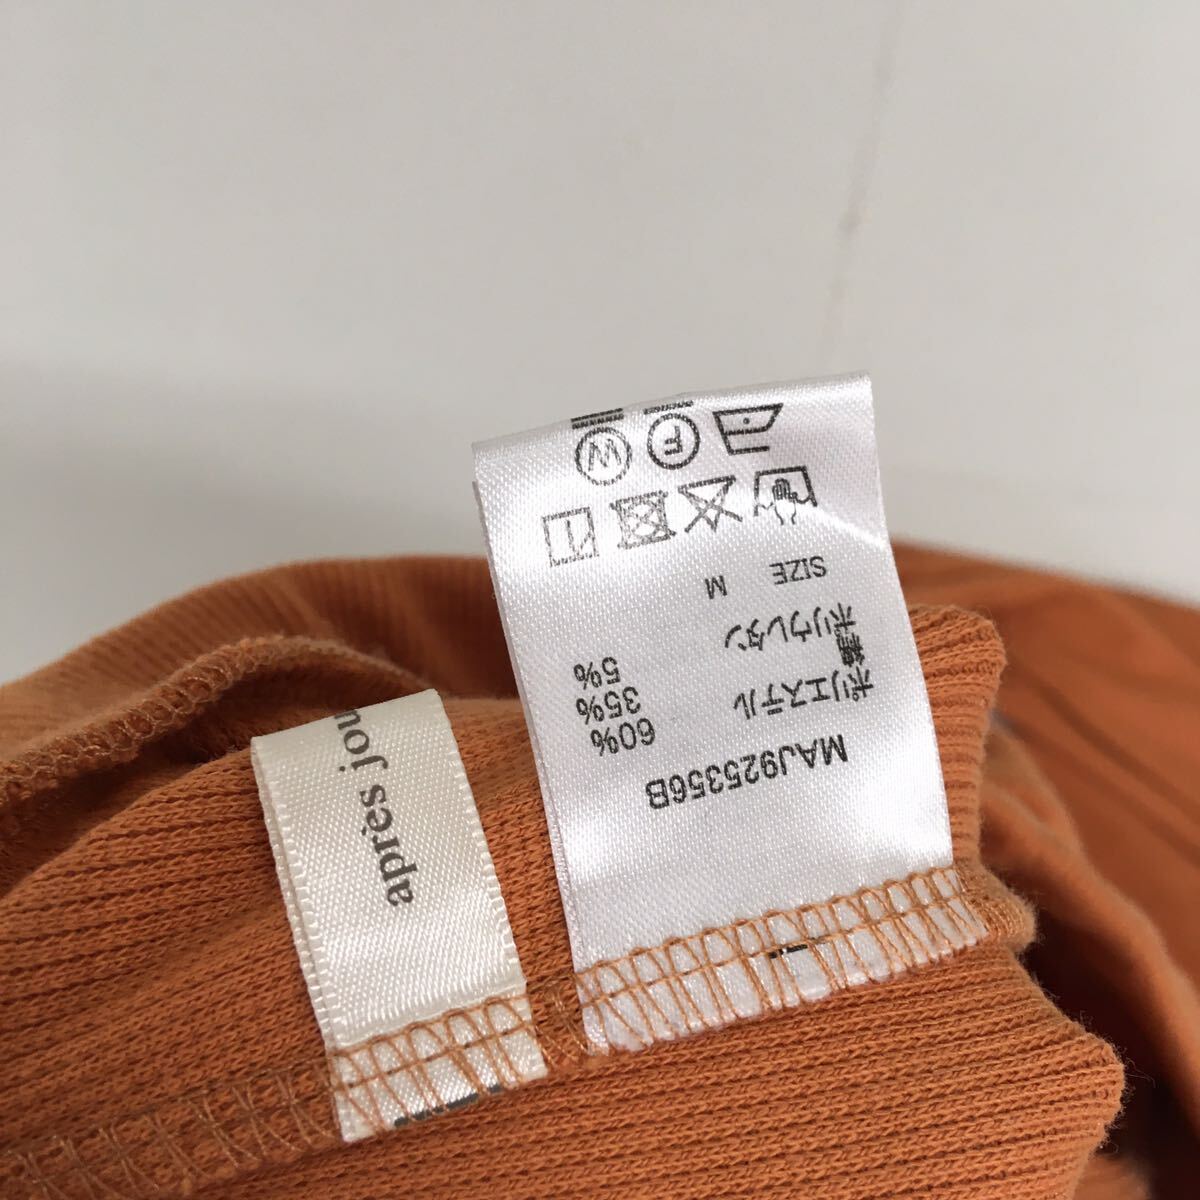 MAJ925356B
ポリエステル 60%
綿 35%
ポリウレタン 5%
SIZE M
F
W
après jou